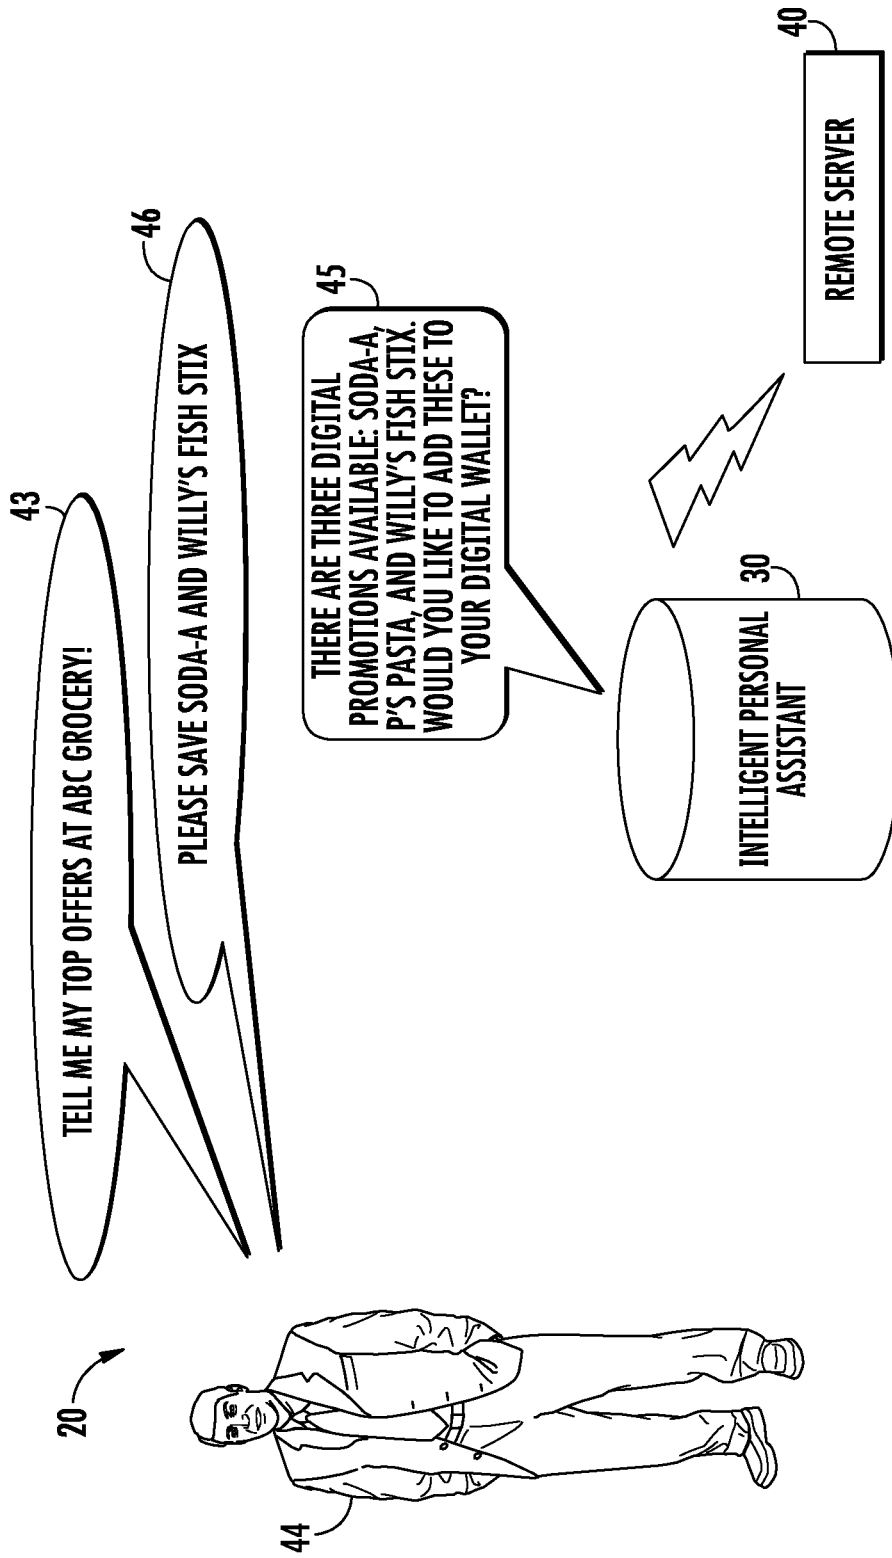 43
TELL ME MY TOP OFFERS AT ABC GROCERY!
46
PLEASE SAVE SODA-A AND WILLY'S FISH STIX
20
45
THERE ARE THREE DIGITAL
PROMOTIONS AVAILABLE: SODA-A,
P'S PASTA, AND WILLY'S FISH STIX.
WOULD YOU LIKE TO ADD THESE TO
YOUR DIGITAL WALLET?
44
30
INTELLIGENT PERSONAL
ASSISTANT
40
REMOTE SERVER